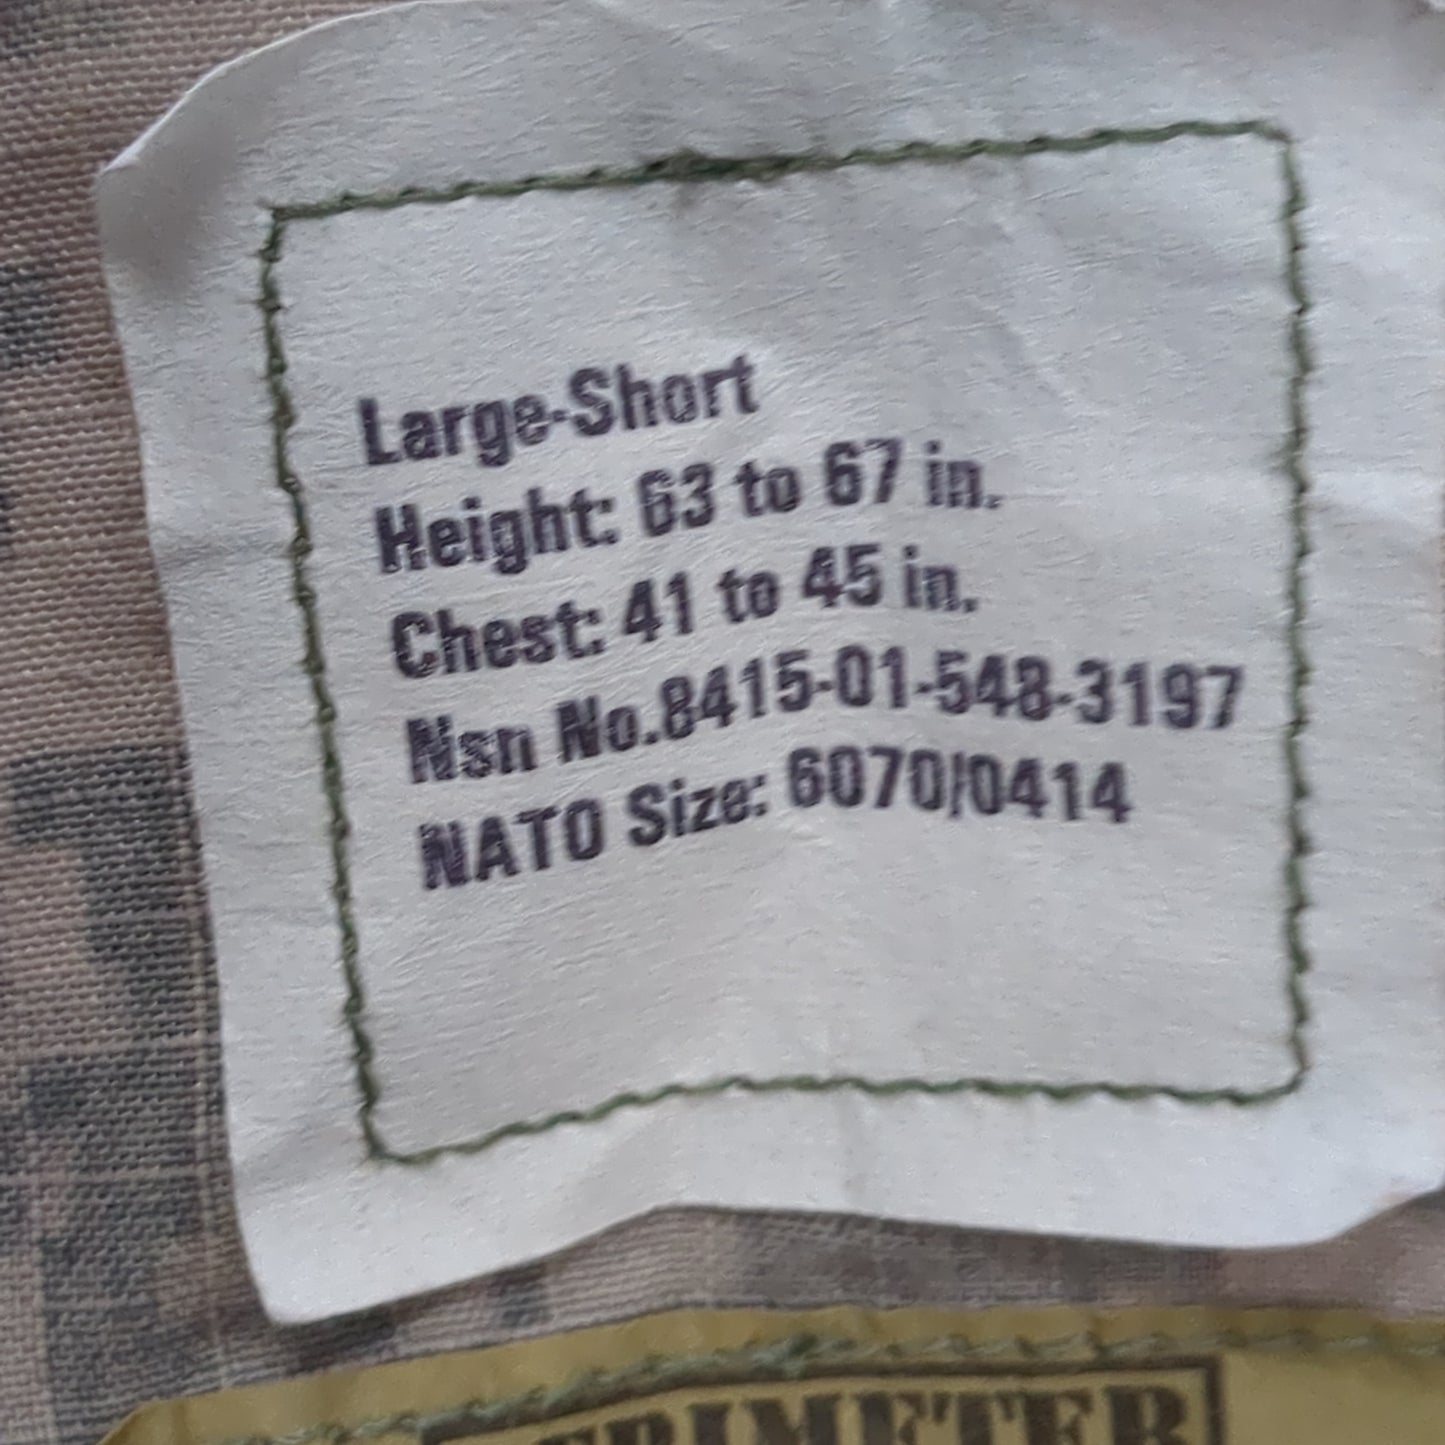 Large-Short
Height: 63 to 67 in.
Chest: 41 to 45 in.
Nsn No.8415-01-548-3197
NATO Size: 6070/0414